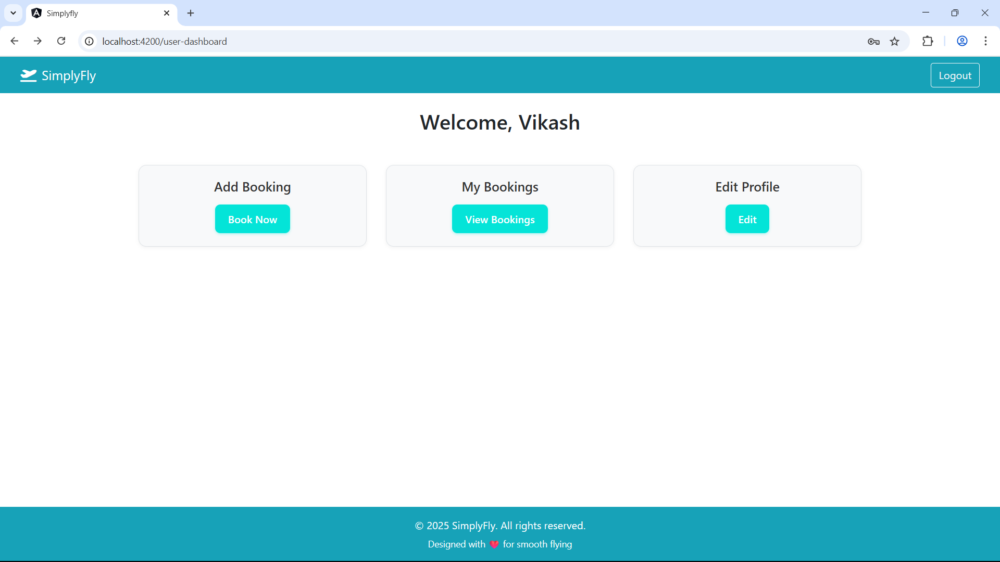 Simplyfly
localhost:4200/user-dashboard
SimplyFly
Logout
Welcome, Vikash
Add Booking
Book Now
My Bookings
View Bookings
Edit Profile
Edit
© 2025 SimplyFly. All rights reserved.
Designed with 💖 for smooth flying